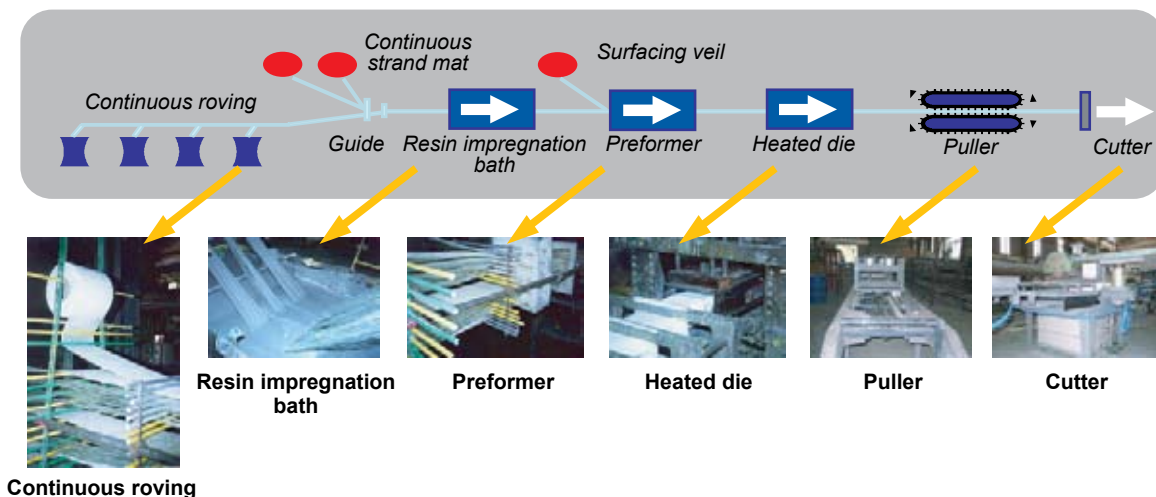 Continuous
strand mat
Surfacing veil
Continuous roving
Guide
Resin impregnation
bath
Preformer
Heated die
Puller
Cutter
Resin impregnation
bath
Preformer
Heated die
Puller
Cutter
Continuous roving